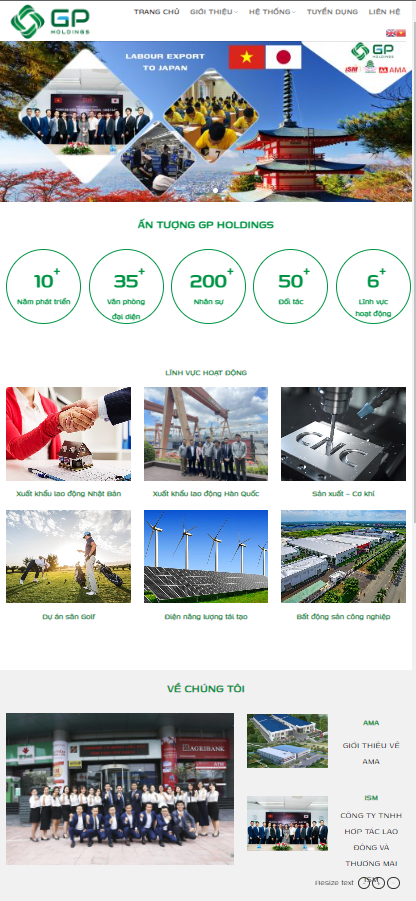 GP
HOLDINGS
TRANG CHỦ
GIỚI THIỆU
HỆ THỐNG
TUYỂN DỤNG
LIÊN HỆ
LABOUR EXPORT
TO JAPAN
GP
HOLDINGS
ISM
AMA
ẤN TƯỢNG GP HOLDINGS
10+
Năm phát triển
35+
Văn phòng
đại diện
200+
Nhân sự
50+
Đối tác
6+
Lĩnh vực
hoạt động
LĨNH VỰC HOẠT ĐỘNG
CNC
Xuất khẩu lao động Nhật Bản
Xuất khẩu lao động Hàn Quốc
Sản xuất – Cơ khí
Dự án sân Golf
Điện năng lượng tái tạo
Bất động sản công nghiệp
VỀ CHÚNG TÔI
AGRIBANK
ATM
AMA
GIỚI THIỆU VỀ
AMA
ISM
CÔNG TY TNHH
HỢP TÁC LAO
ĐỘNG VÀ
THƯƠNG MẠI
ISM
Resize text